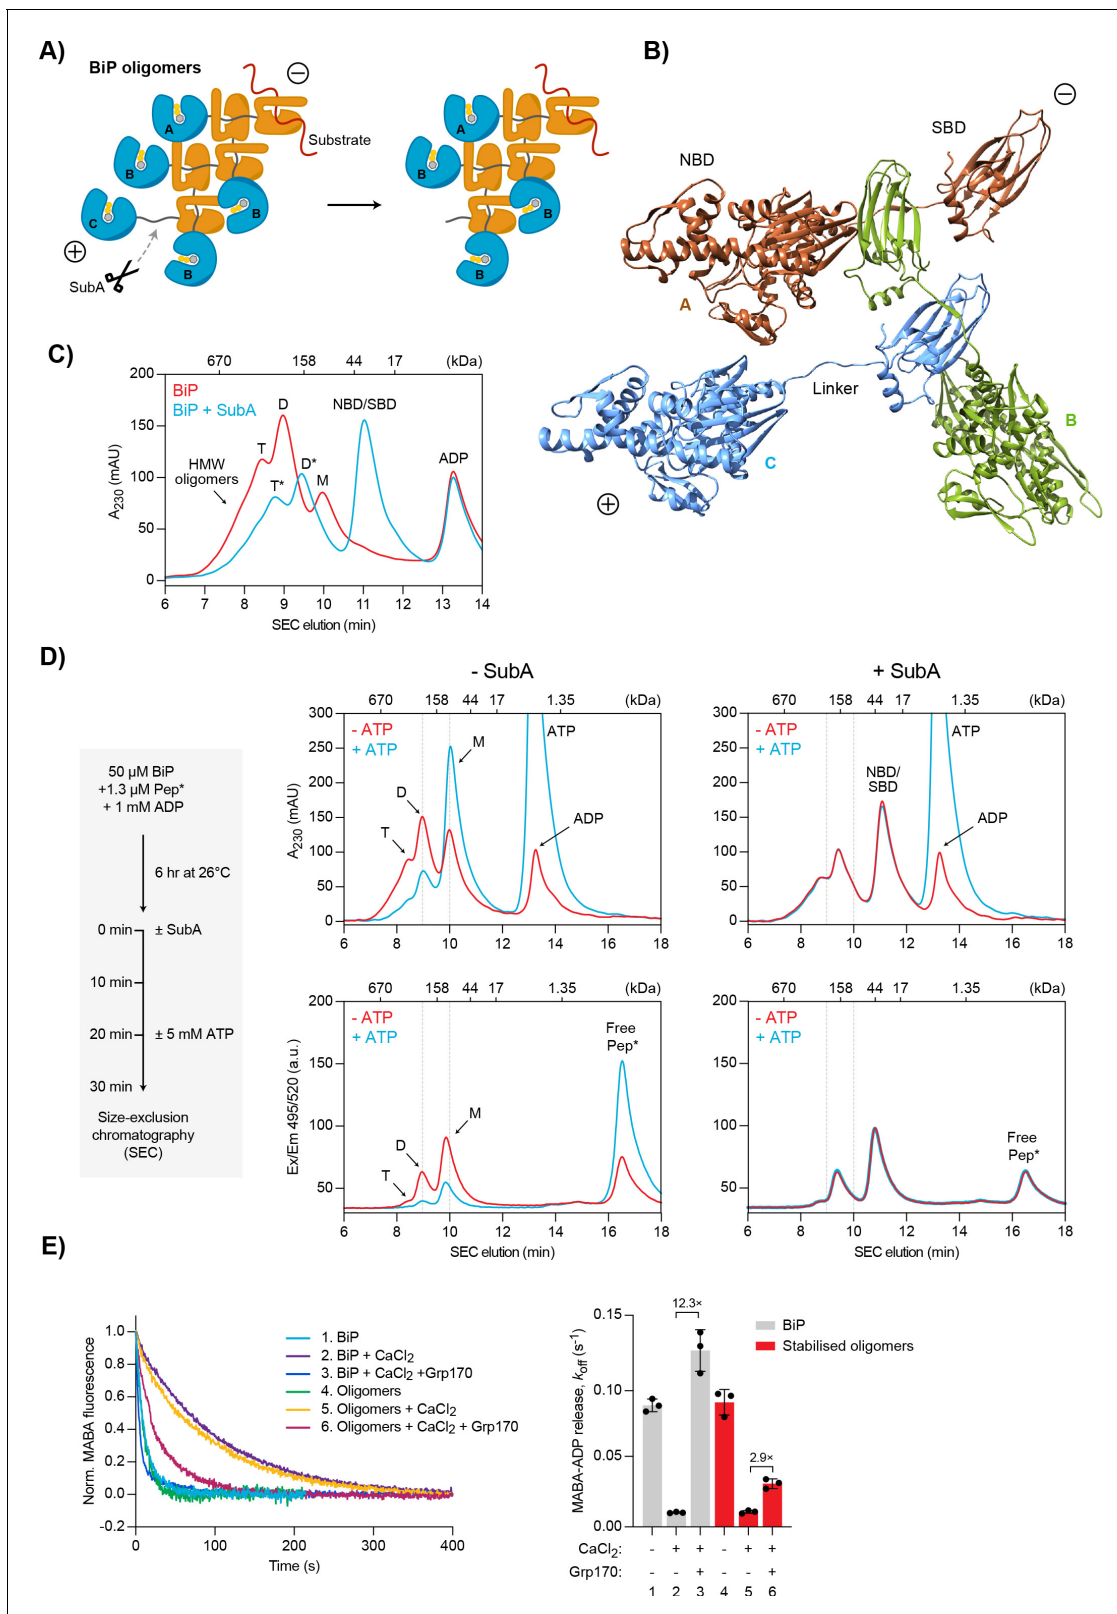 A)
BiP oligomers
−
A
Substrate
B
B
C
B
+
SubA
A
B
B
B
B)
−
SBD
NBD
A
Linker
B
C
+
C)
670 158 44 17 (kDa)
200
150
100
50
0
A230 (mAU)
BiP
BiP + SubA
HMW
oligomers
T
D
T*
D*
M
NBD/SBD
ADP
6 7 8 9 10 11 12 13 14
SEC elution (min)
D)
50 µM BiP
+1.3 µM Pep*
+ 1 mM ADP
6 hr at 26°C
0 min ± SubA
10 min
20 min ± 5 mM ATP
30 min
Size-exclusion
chromatography
(SEC)
- SubA
670 158 44 17 1.35 (kDa)
300
250
200
150
100
50
0
A230 (mAU)
- ATP
+ ATP
T
D
M
ATP
ADP
6 8 10 12 14 16 18
+ SubA
670 158 44 17 1.35 (kDa)
300
250
200
150
100
50
0
- ATP
+ ATP
NBD/
SBD
ATP
ADP
6 8 10 12 14 16 18
670 158 44 17 1.35 (kDa)
200
150
100
50
Ex/Em 495/520 (a.u.)
- ATP
+ ATP
T
D
M
Free
Pep*
6 8 10 12 14 16 18
SEC elution (min)
670 158 44 17 1.35 (kDa)
200
150
100
50
- ATP
+ ATP
Free
Pep*
6 8 10 12 14 16 18
SEC elution (min)
E)
1.0
0.8
0.6
0.4
0.2
0.0
-0.2
Norm. MABA fluorescence
1. BiP
2. BiP + CaCl2
3. BiP + CaCl2 +Grp170
4. Oligomers
5. Oligomers + CaCl2
6. Oligomers + CaCl2 + Grp170
0 100 200 300 400
Time (s)
0.15
0.10
0.05
0.00
MABA-ADP release, koff (s-1)
12.3×
2.9×
BiP
Stabilised oligomers
CaCl2: - + + - + +
Grp170: - - + - - +
1 2 3 4 5 6